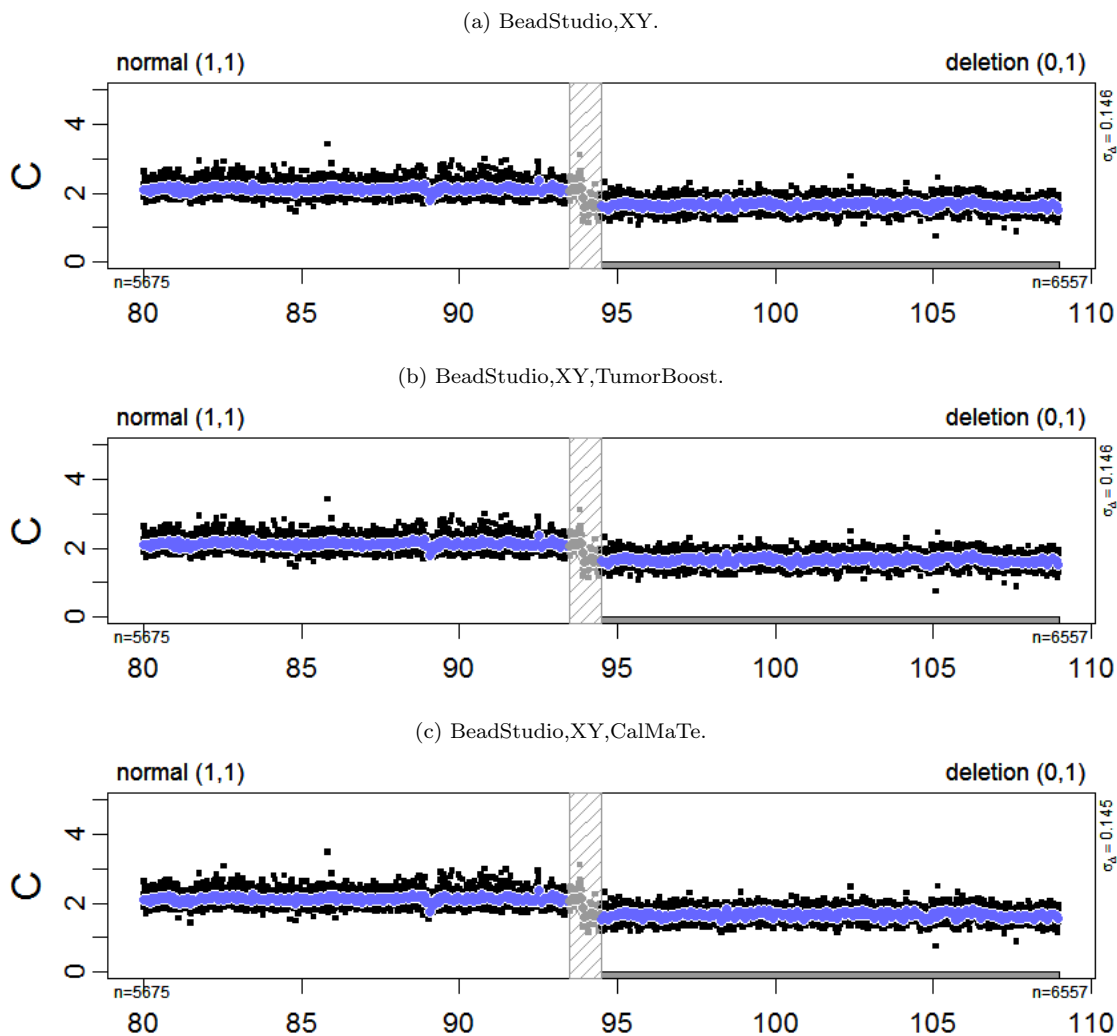 (a) BeadStudio,XY.
normal (1,1) deletion (0,1)
C
4
2
0
σΔ = 0.146
n=5675 n=6557
80 85 90 95 100 105 110
(b) BeadStudio,XY,TumorBoost.
normal (1,1) deletion (0,1)
C
4
2
0
σΔ = 0.146
n=5675 n=6557
80 85 90 95 100 105 110
(c) BeadStudio,XY,CalMaTe.
normal (1,1) deletion (0,1)
C
4
2
0
σΔ = 0.145
n=5675 n=6557
80 85 90 95 100 105 110